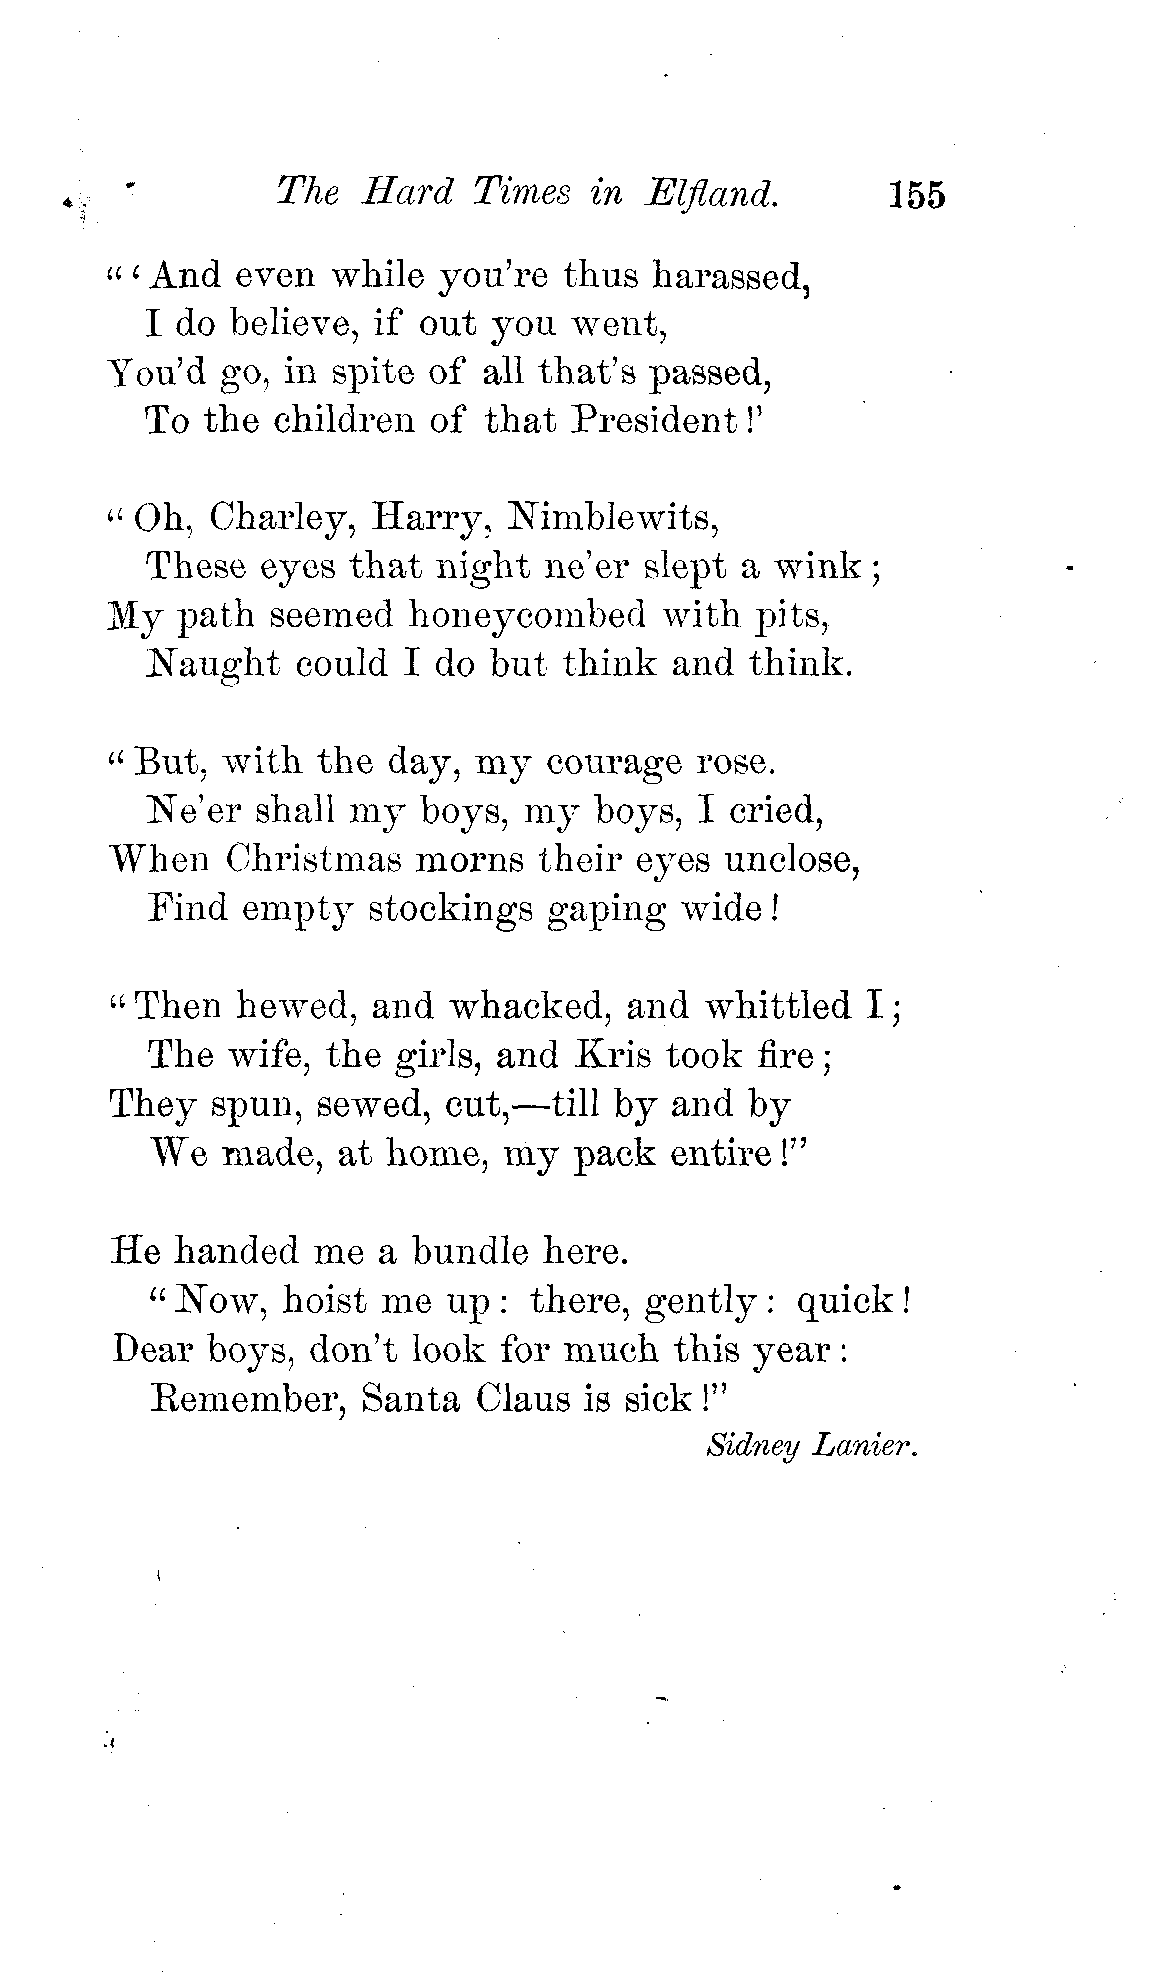 The Hard Times in Elfland. 155
“‘And even while you're thus harassed,
I do believe, if out you went,
You'd go, in spite of all that's passed,
To the children of that President!’
“Oh, Charley, Harry, Nimblewits,
These eyes that night ne'er slept a wink;
My path seemed honeycombed with pits,
Naught could I do but think and think.
“But, with the day, my courage rose.
Ne'er shall my boys, my boys, I cried,
When Christmas morns their eyes unclose,
Find empty stockings gaping wide!
“Then hewed, and whacked, and whittled I;
The wife, the girls, and Kris took fire;
They spun, sewed, cut,—till by and by
We made, at home, my pack entire!”
He handed me a bundle here.
“Now, hoist me up: there, gently: quick!
Dear boys, don't look for much this year:
Remember, Santa Claus is sick!”
Sidney Lanier.